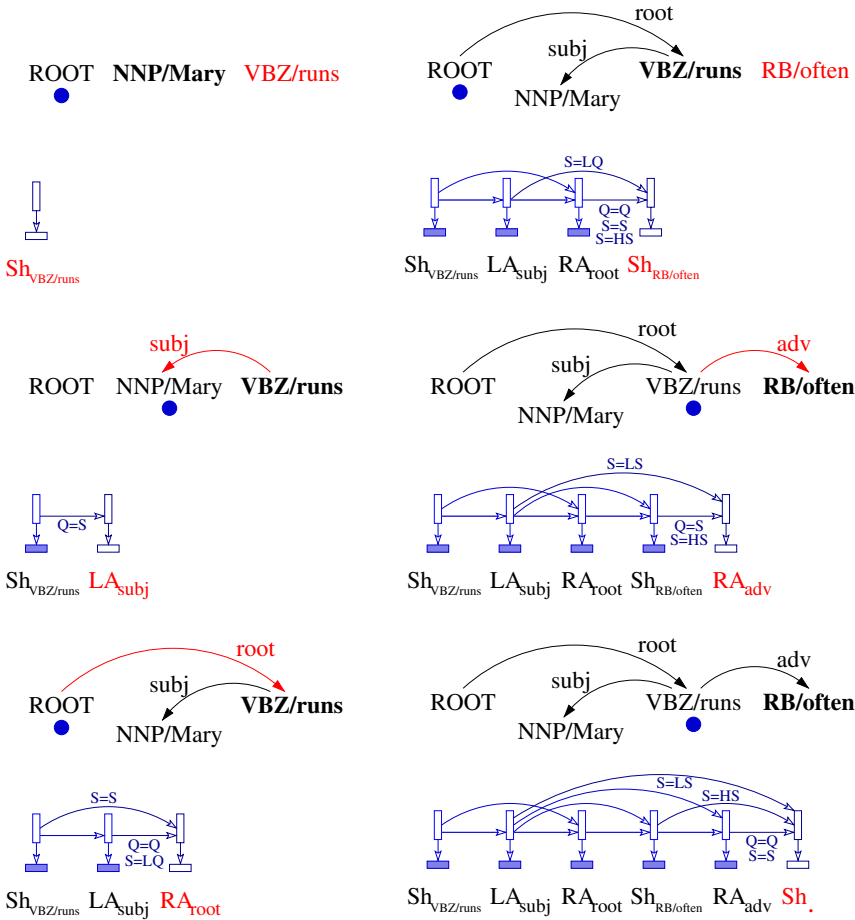 ROOT NNP/Mary VBZ/runs
Sh VBZ/runs
subj
ROOT NNP/Mary VBZ/runs
Q=S
Sh VBZ/runs LA subj
root
subj
ROOT VBZ/runs
NNP/Mary
S=S
Q=Q
S=LQ
Sh VBZ/runs LA subj RA root
root
subj
ROOT VBZ/runs RB/often
NNP/Mary
S=LQ
Q=Q
S=S
S=HS
Sh VBZ/runs LA subj RA root Sh RB/often
root
subj adv
ROOT VBZ/runs RB/often
NNP/Mary
S=LS
Q=S
S=HS
Sh VBZ/runs LA subj RA root Sh RB/often RA adv
root
subj adv
ROOT VBZ/runs RB/often
NNP/Mary
S=LS
S=HS
Q=Q
S=S
Sh VBZ/runs LA subj RA root Sh RB/often RA adv Sh .